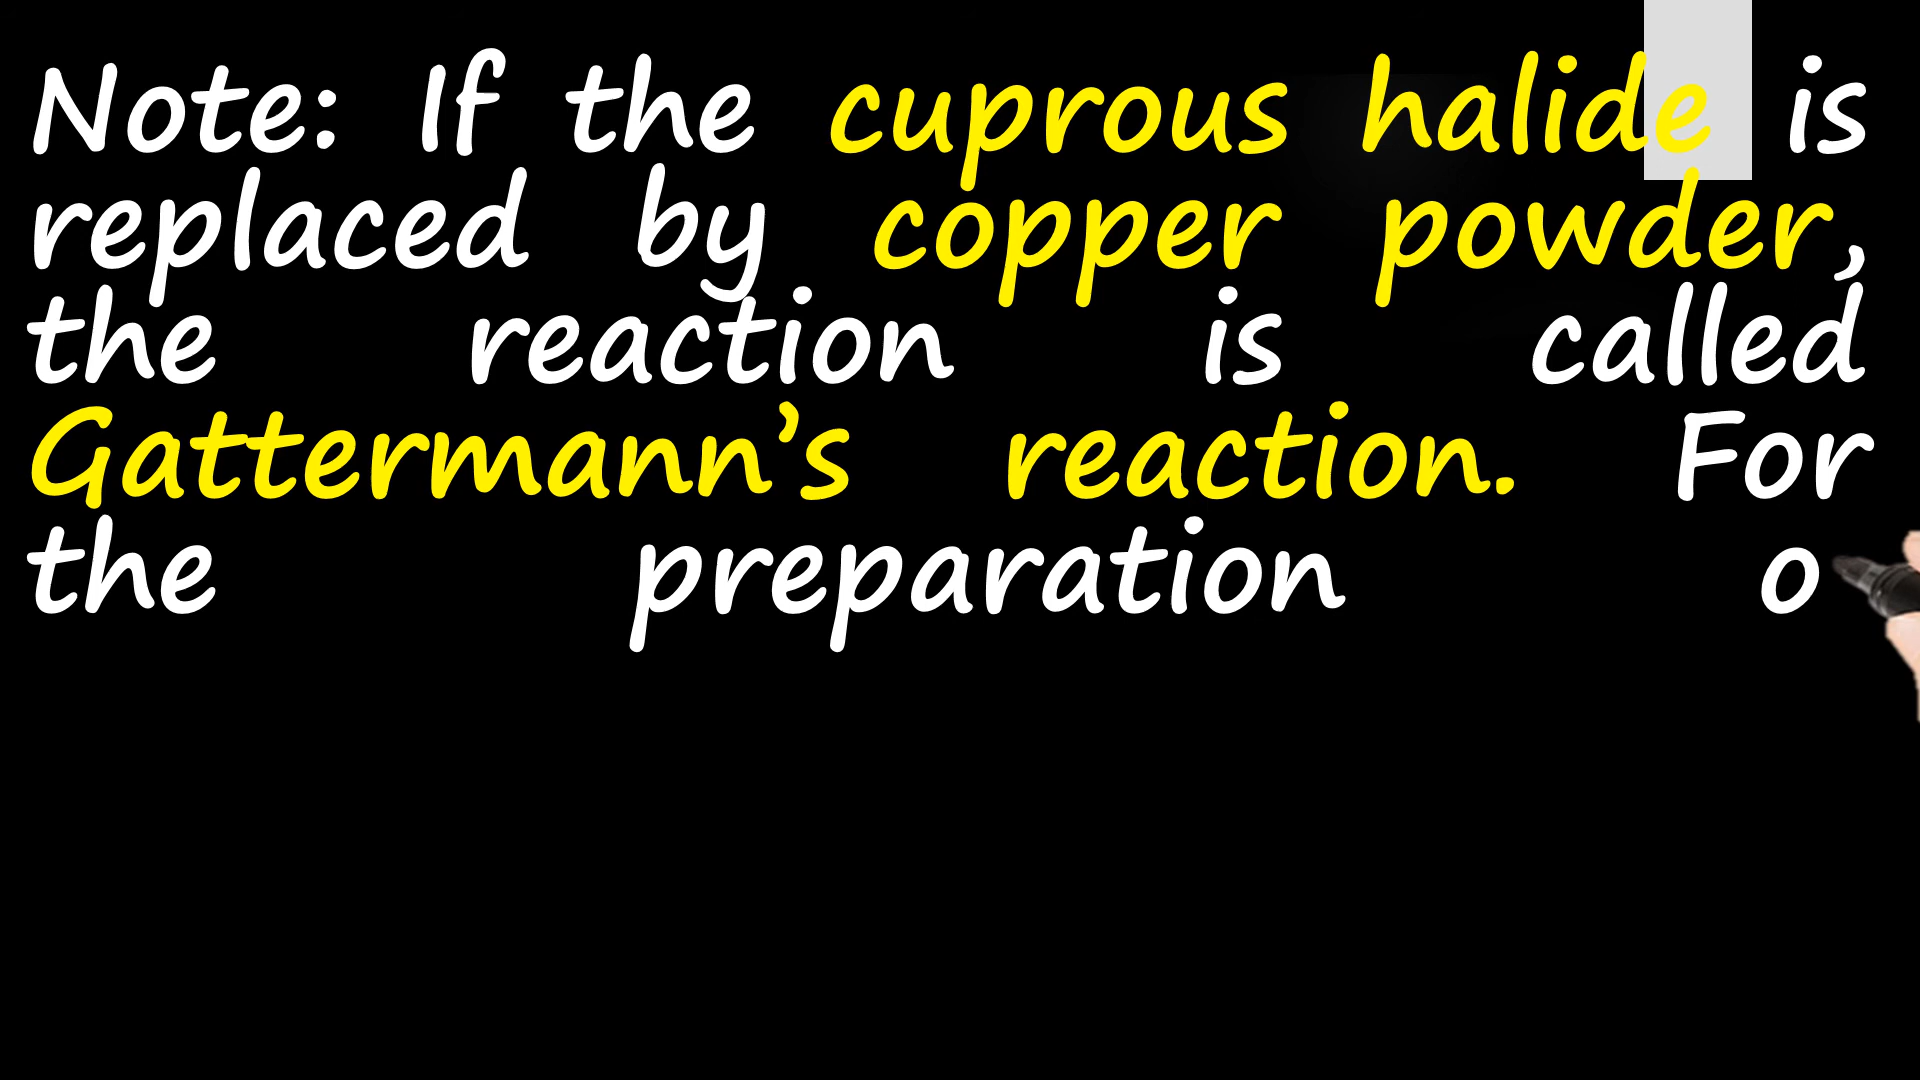 Note: If the cuprous halide is
replaced by copper powder,
the reaction is called
Gattermann’s reaction. For
the preparation o